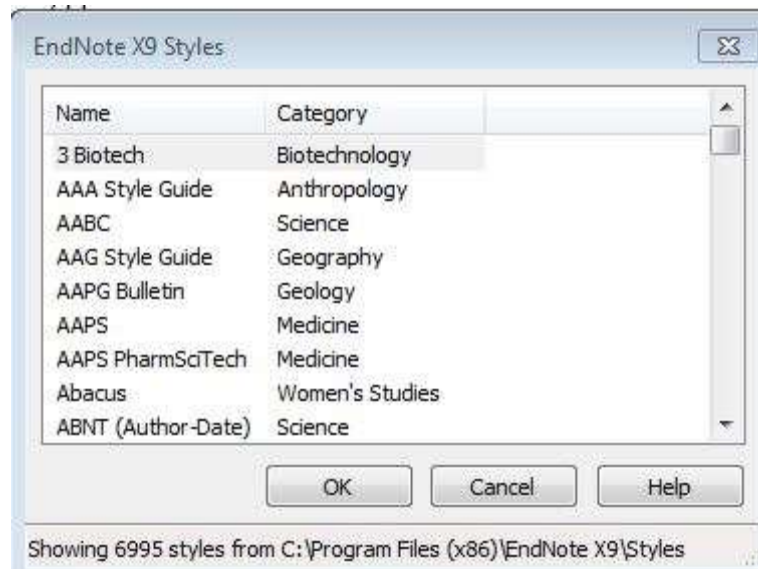 EndNote X9 Styles
Name Category
3 Biotech Biotechnology
AAA Style Guide Anthropology
AABC Science
AAG Style Guide Geography
AAPG Bulletin Geology
AAPS Medicine
AAPS PharmSciTech Medicine
Abacus Women's Studies
ABNT (Author-Date) Science
OK Cancel Help
Showing 6995 styles from C:\Program Files (x86)\EndNote X9\Styles